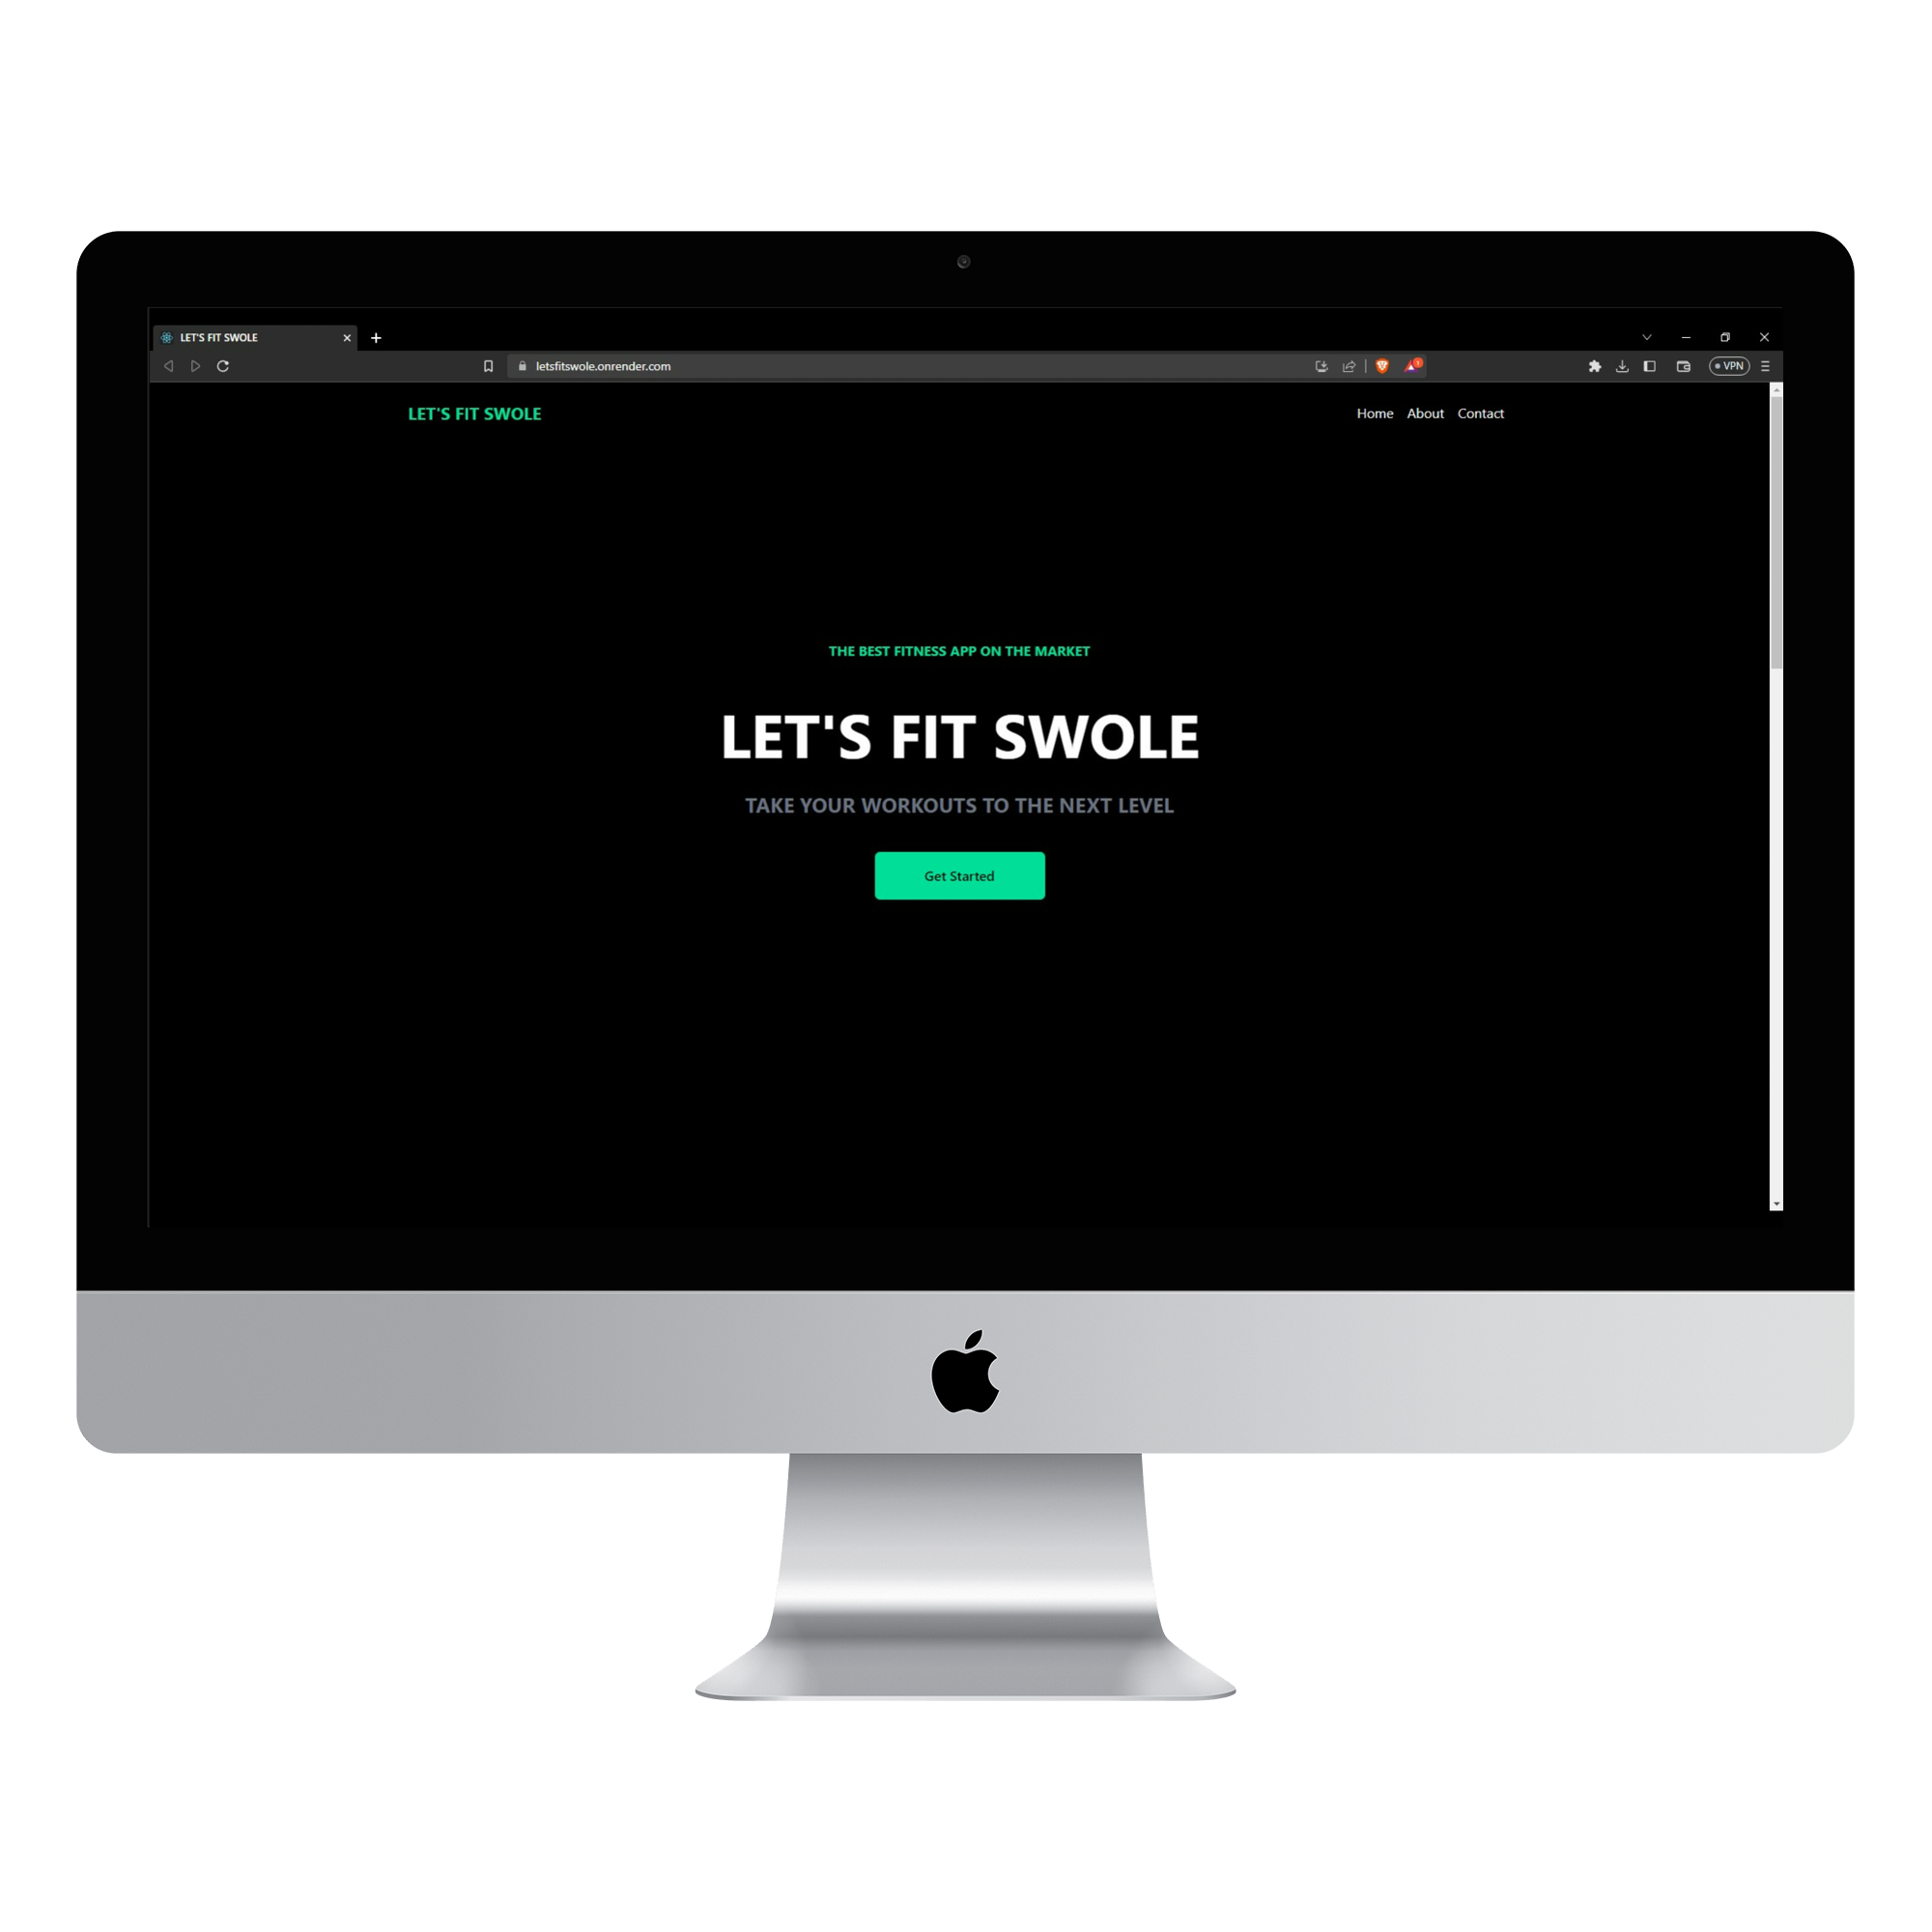 LET'S FIT SWOLE
letsfitswole.onrender.com
1
VPN
LET'S FIT SWOLE
Home About Contact
THE BEST FITNESS APP ON THE MARKET
LET'S FIT SWOLE
TAKE YOUR WORKOUTS TO THE NEXT LEVEL
Get Started